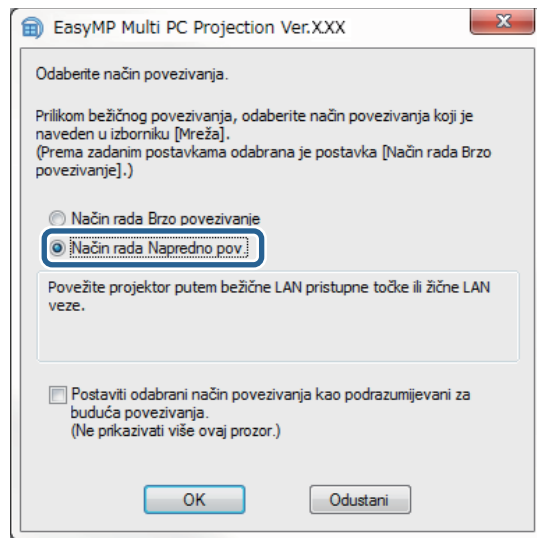 EasyMP Multi PC Projection Ver.XXX
Odaberite način povezivanja.
Prilikom bežičnog povezivanja, odaberite način povezivanja koji je
naveden u izborniku [Mreža].
(Prema zadanim postavkama odabrana je postavka [Način rada Brzo
povezivanje].)
Način rada Brzo povezivanje
Način rada Napredno pov.
Povežite projektor putem bežične LAN pristupne točke ili žične LAN
veze.
Postaviti odabrani način povezivanja kao podrazumijevani za
buduća povezivanja.
(Ne prikazivati više ovaj prozor.)
OK
Odustani